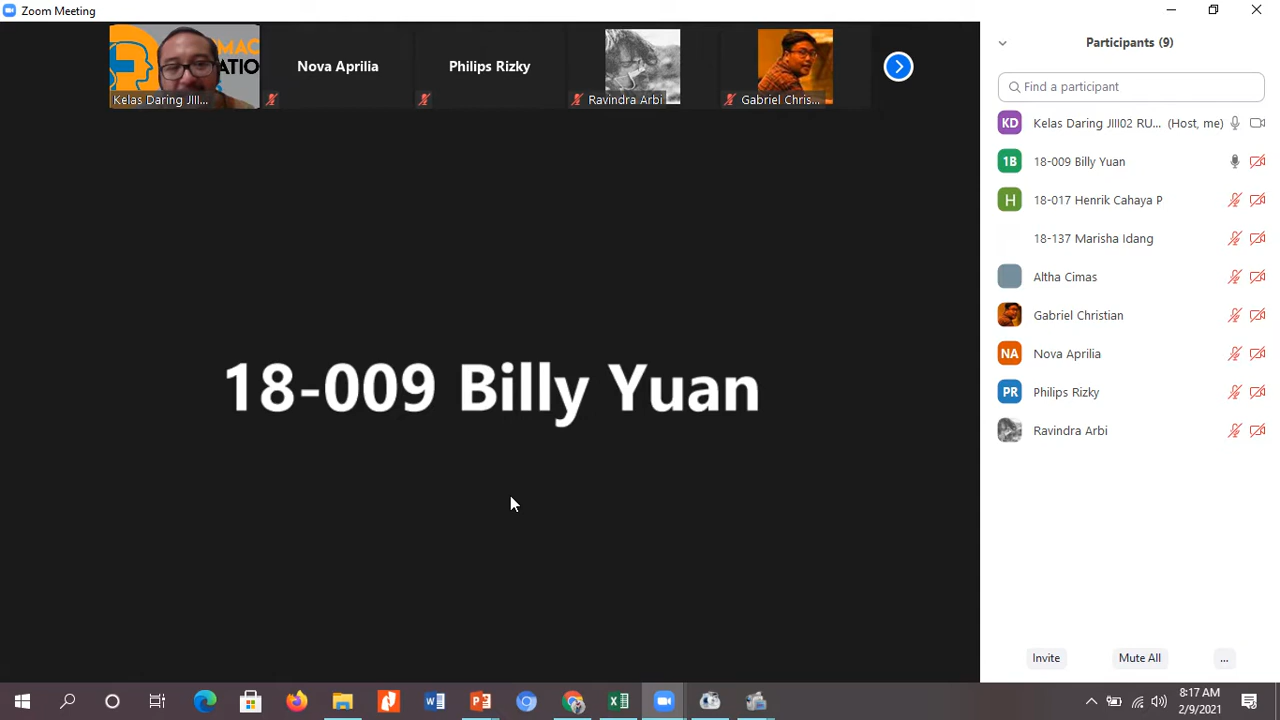 Zoom Meeting
MAC
ATIO
Kelas Daring JIII...
Nova Aprilia
Philips Rizky
Ravindra Arbi
Gabriel Chris...
18-009 Billy Yuan
Participants (9)
Find a participant
KD Kelas Daring JIII02 RU... (Host, me)
1B 18-009 Billy Yuan
H 18-017 Henrik Cahaya P
18-137 Marisha Idang
Altha Cimas
Gabriel Christian
NA Nova Aprilia
PR Philips Rizky
Ravindra Arbi
Invite Mute All ...
8:17 AM
2/9/2021